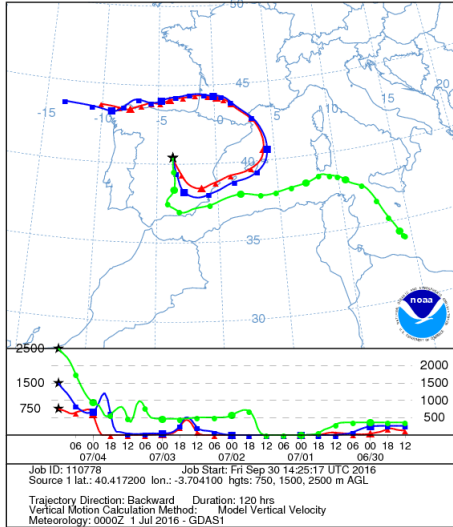 50
45
-15
-10
-5
0
5
10
15
20
40
35
30
noaa
2500
1500
750
2000
1500
1000
500
06 00 18 12 06 00 18 12 06 00 18 12 06 00 18 12 06 00 18 12
07/04 07/03 07/02 07/01 06/30
Job ID: 110778 Job Start: Fri Sep 30 14:25:17 UTC 2016
Source 1 lat.: 40.417200 lon.: -3.704100 hgts: 750, 1500, 2500 m AGL
Trajectory Direction: Backward Duration: 120 hrs
Vertical Motion Calculation Method: Model Vertical Velocity
Meteorology: 0000Z 1 Jul 2016 - GDAS1